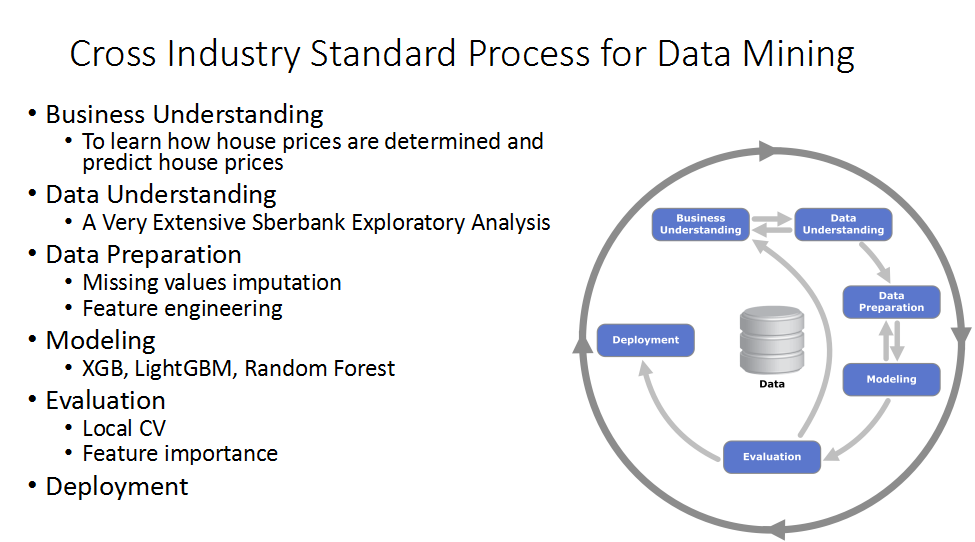 Cross Industry Standard Process for Data Mining
• Business Understanding
• To learn how house prices are determined and
predict house prices
• Data Understanding
• A Very Extensive Sberbank Exploratory Analysis
• Data Preparation
• Missing values imputation
• Feature engineering
• Modeling
• XGB, LightGBM, Random Forest
• Evaluation
• Local CV
• Feature importance
• Deployment
Business
Understanding
Data
Understanding
Data
Preparation
Deployment
Data
Modeling
Evaluation